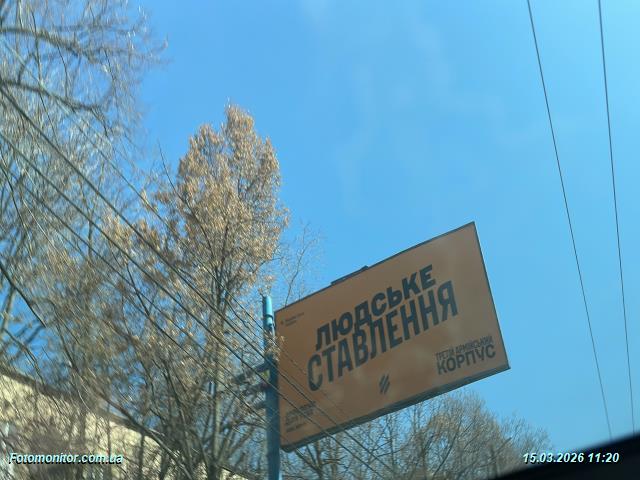 ЛЮДСЬКЕ
СТАВЛЕННЯ
ТРЕТІЙ АРМІЙСЬКИЙ
КОРПУС
Fotomonitor.com.ua
15.03.2026 11:20